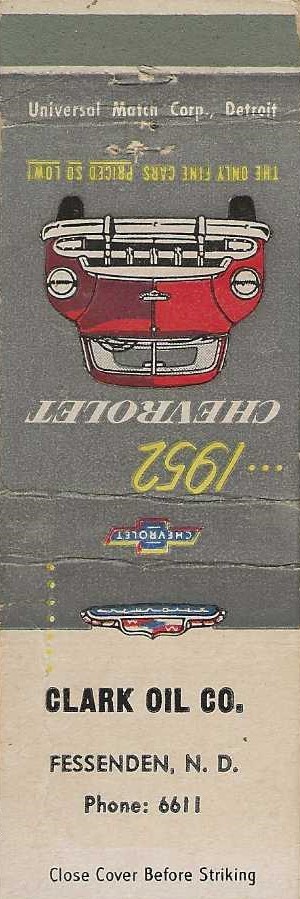 Universal Match Corp., Detroit
THE ONLY FINE CARS PRICED SO LOW!
CHEVROLET
...1952
CHEVROLET
CHEVROLET
CLARK OIL CO.
FESSENDEN, N. D.
Phone: 6611
Close Cover Before Striking